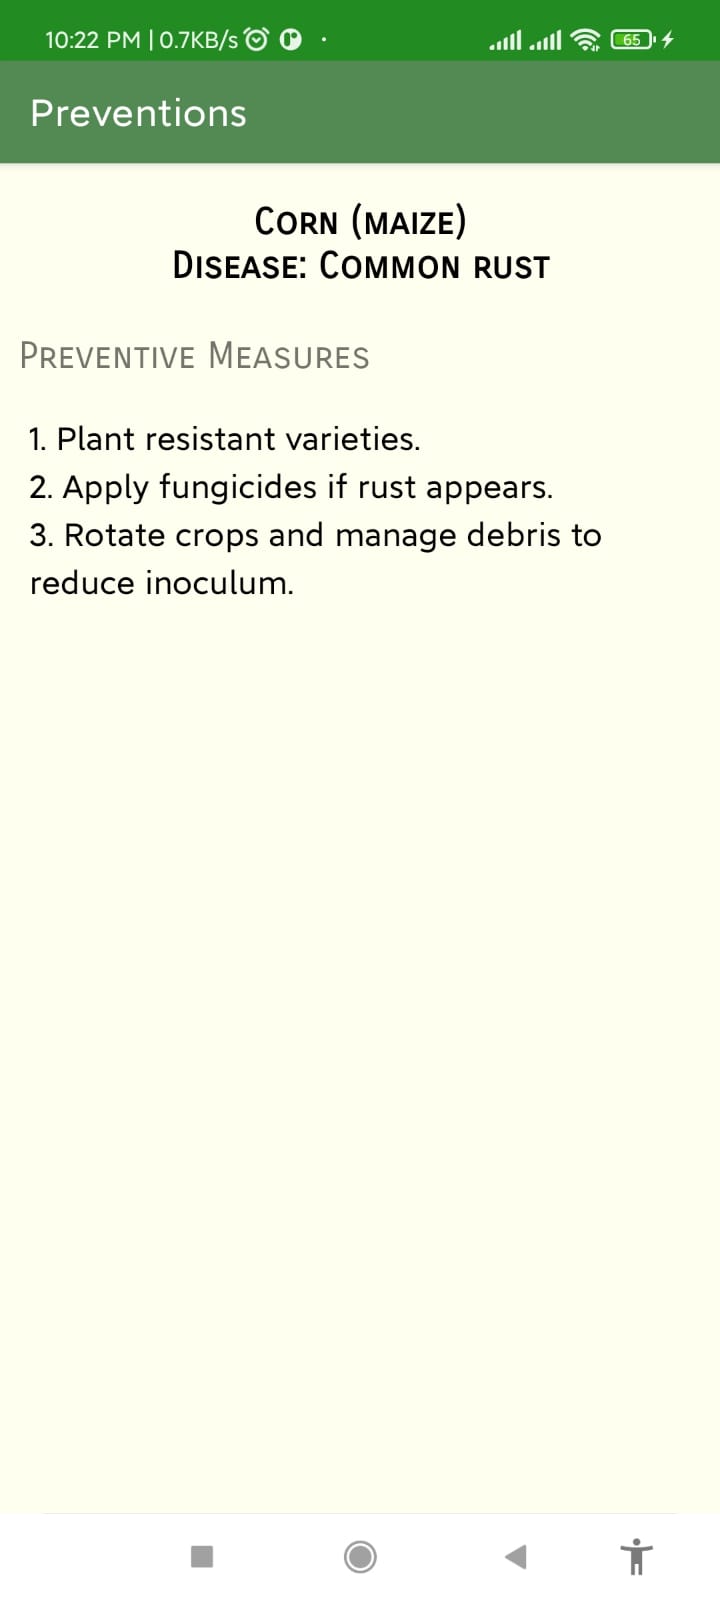 10:22 PM | 0.7KB/s
65
Preventions
Corn (maize)
Disease: Common rust
Preventive Measures
1. Plant resistant varieties.
2. Apply fungicides if rust appears.
3. Rotate crops and manage debris to
reduce inoculum.